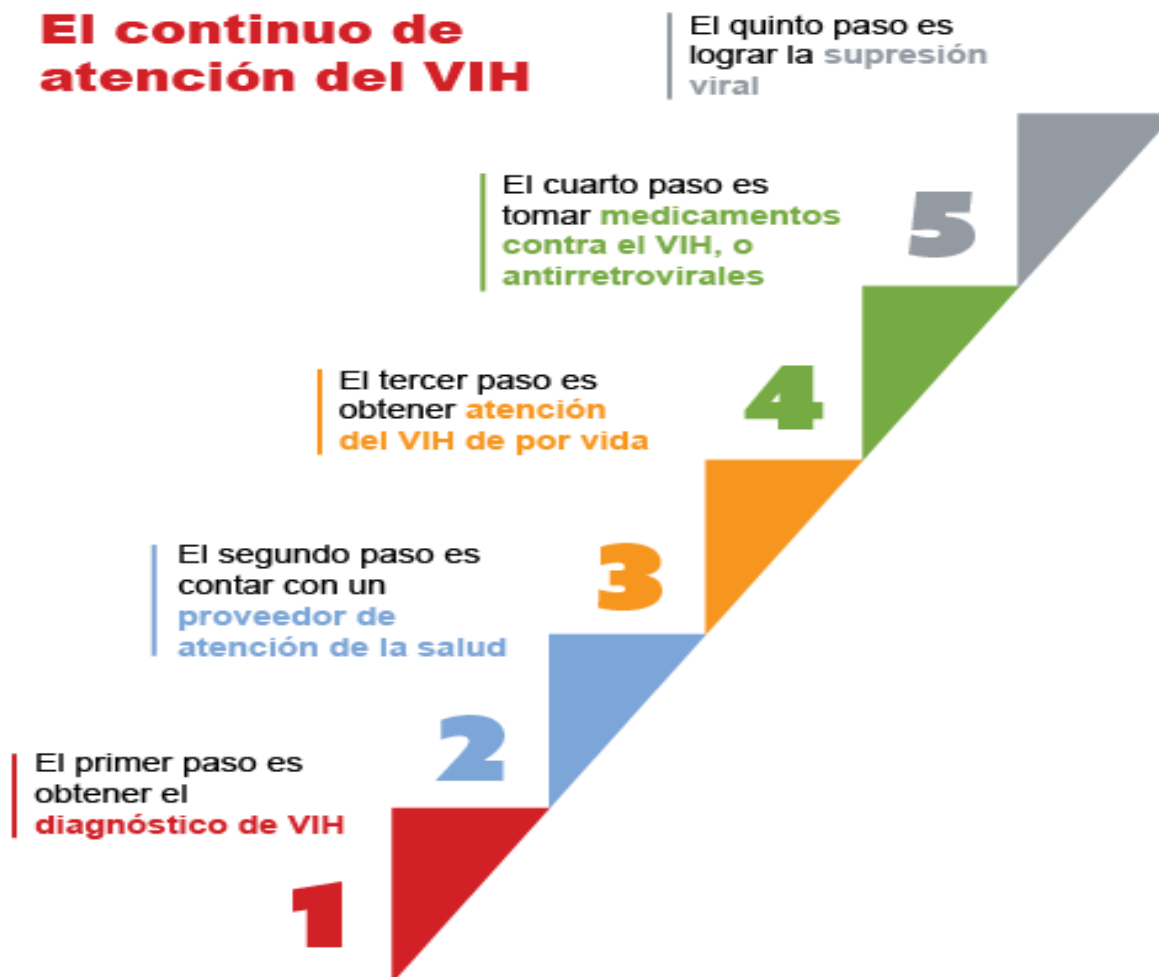 El continuo de
atención del VIH
El quinto paso es
lograr la supresión
viral
El cuarto paso es
tomar medicamentos
contra el VIH, o
antirretrovirales
5
El tercer paso es
obtener atención
del VIH de por vida
4
El segundo paso es
contar con un
proveedor de
atención de la salud
3
El primer paso es
obtener el
diagnóstico de VIH
2
1